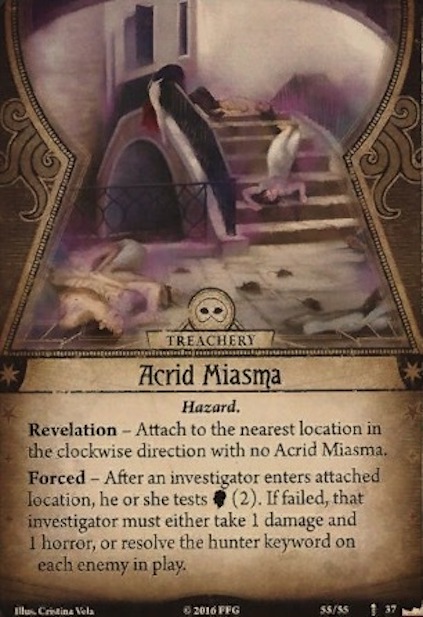 TREACHERY
Acrid Miasma
Hazard.
Revelation – Attach to the nearest location in
the clockwise direction with no Acrid Miasma.
Forced – After an investigator enters attached
location, he or she tests (2). If failed, that
investigator must either take 1 damage and
1 horror, or resolve the hunter keyword on
each enemy in play.
Illus. Cristina Vela © 2016 FFG 55/55 37